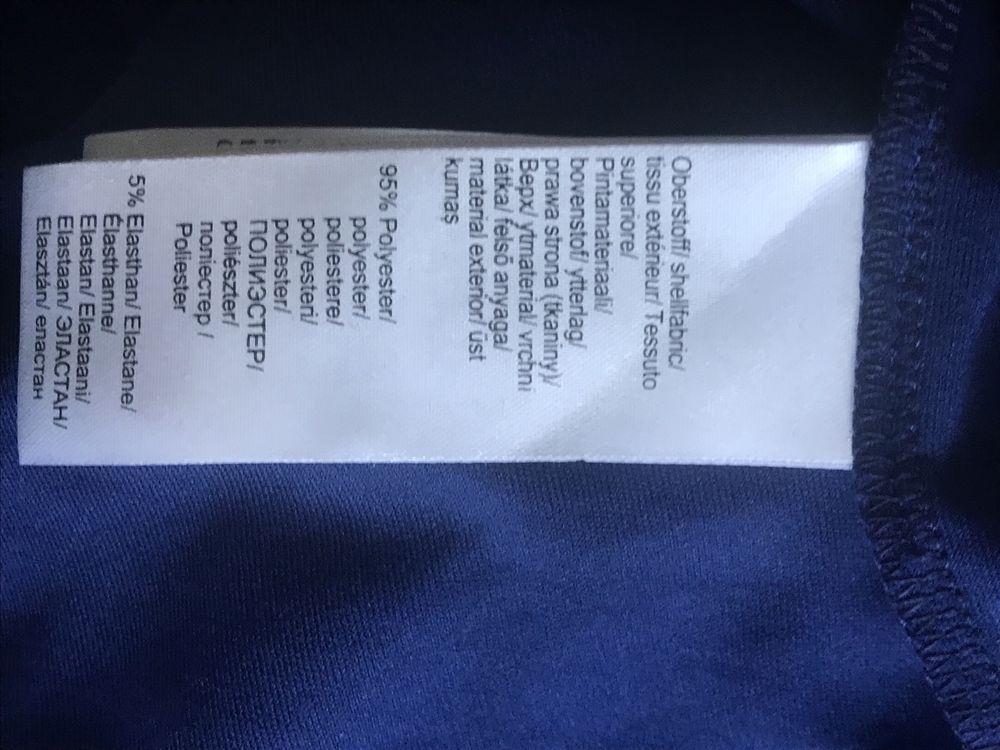 Oberstoff/ shellfabric/
tissu extérieur/ Tessuto
superiore/
Pintamateriaali/
bovenstof/ ytterlag/
prawa strona (tkaniny)/
Верх/ ytmaterial/ vrchní
látka/ felső anyaga/
material exterior/ üst
kumaş
95% Polyester/
polyester/
poliestere/
polyesteri/
poliester/
ПОЛИЭСТЕР/
poliészter/
полиестер /
Poliester
5% Elasthan/ Elastane/
Élasthanne/
Elastan/ Elastaani/
Elastaan/ ЭЛАСТАН/
Elasztán/ еластан